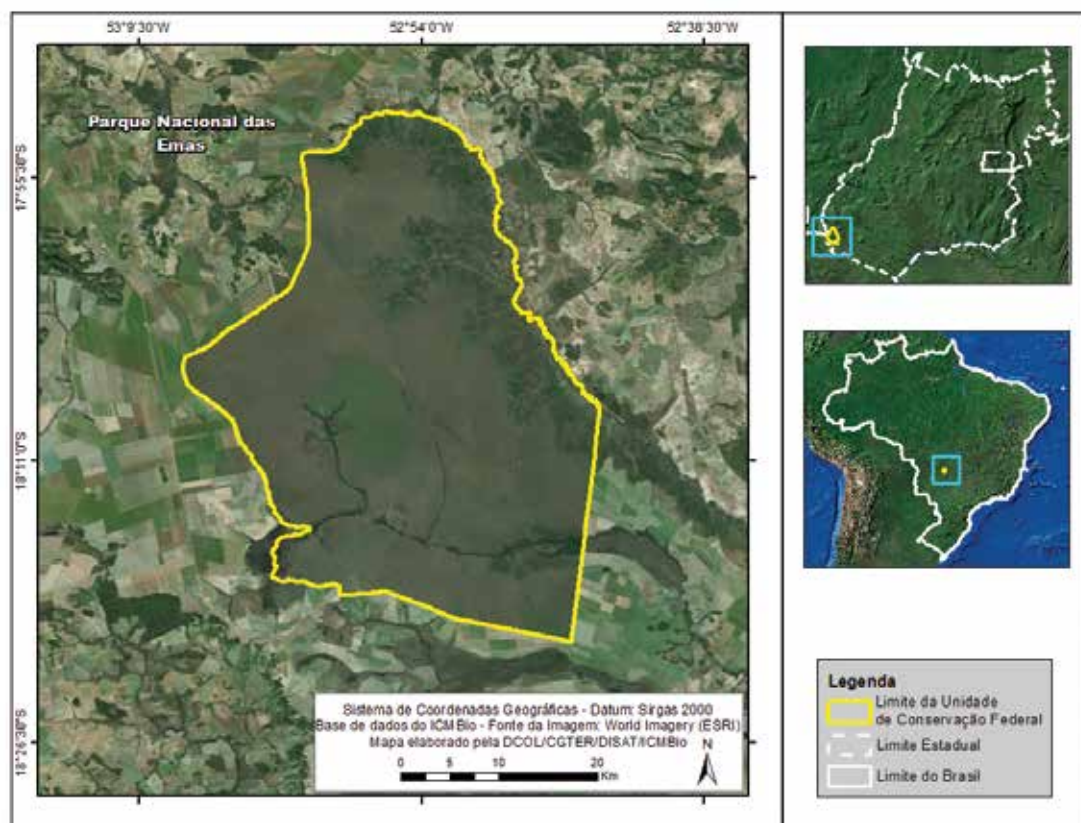 53°9'30"W
52°54'0"W
52°38'30"W
Parque Nacional das
Emas
17°55'30"S
18°11'0"S
18°26'30"S
Sistema de Coordenadas Geográficas - Datum: Sirgas 2000
Base de dados do ICMBio - Fonte da Imagem: World Imagery (ESRI)
Mapa elaborado pela DCOL/CGTER/DISAT/ICMBio
N
0 5 10 20
Km
Legenda
Limite da Unidade
de Conservação Federal
Limite Estadual
Limite do Brasil